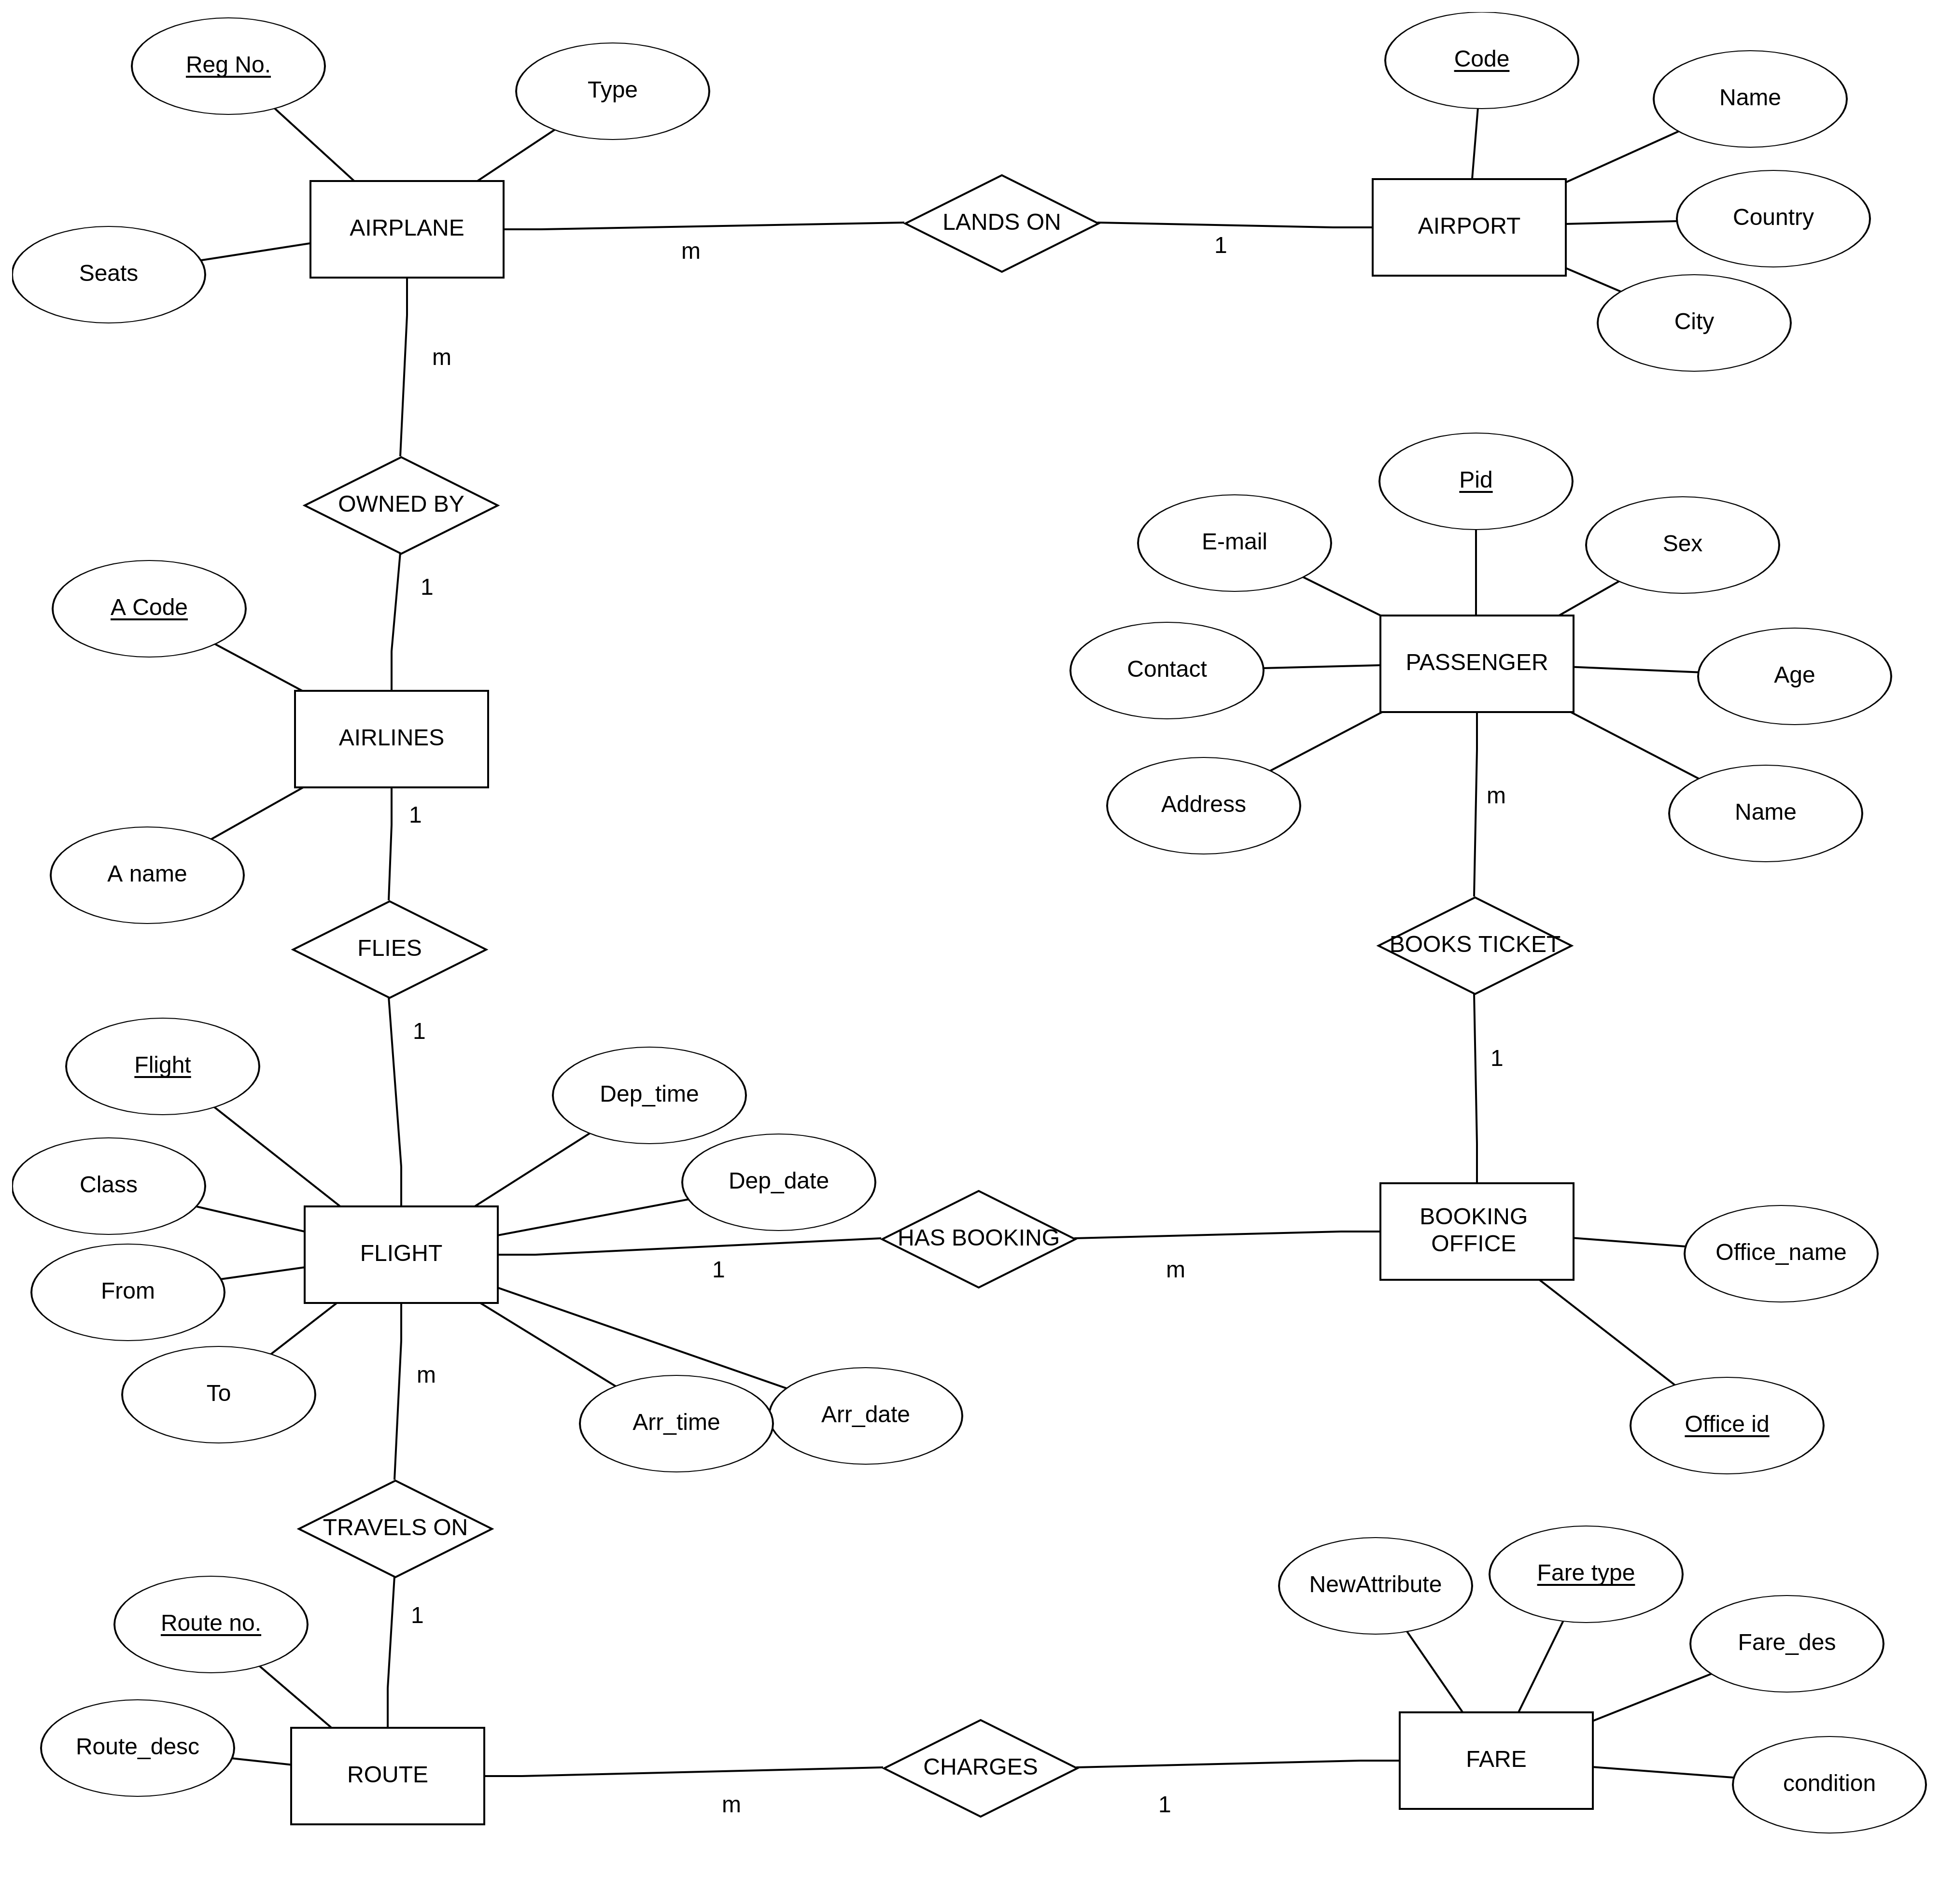 Reg No.
Type
Code
Name
AIRPLANE
LANDS ON
AIRPORT
Country
Seats
m
1
City
m
Pid
OWNED BY
E-mail
Sex
1
A Code
PASSENGER
Contact
Age
AIRLINES
m
Address
Name
1
A name
FLIES
BOOKS TICKET
1
1
Flight
Dep_time
Class
Dep_date
BOOKING
OFFICE
HAS BOOKING
FLIGHT
Office_name
1
m
From
m
To
Arr_time
Arr_date
Office id
TRAVELS ON
NewAttribute
Fare type
Route no.
1
Fare_des
Route_desc
ROUTE
CHARGES
FARE
condition
m
1